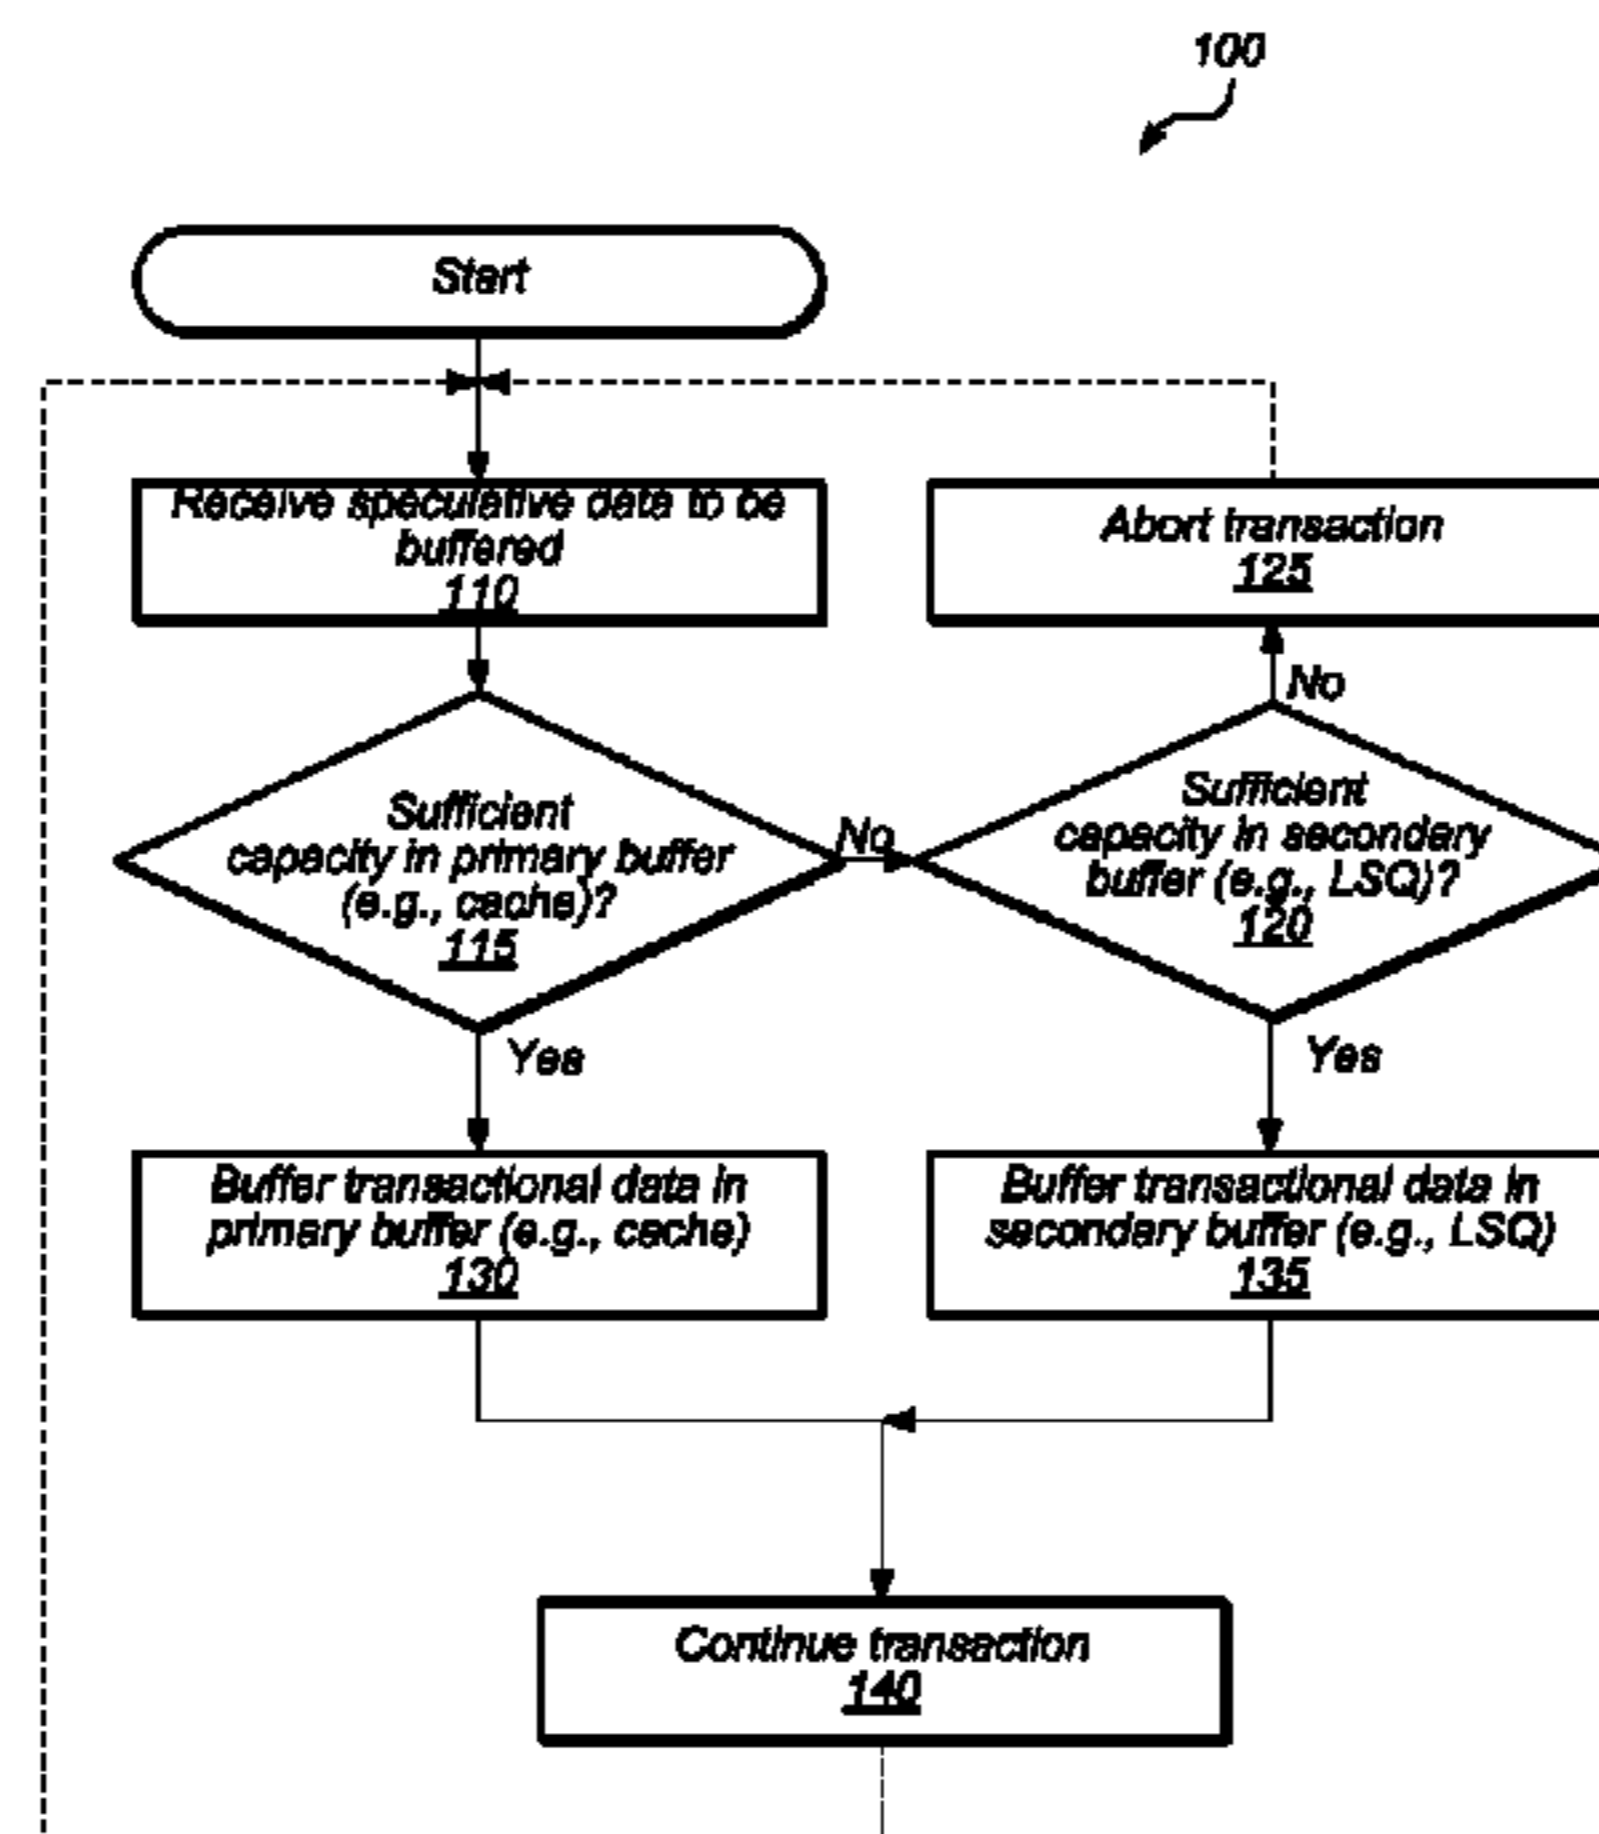 100
Start
Receive speculative data to be
buffered
110
Abort transaction
125
No
Sufficient
capacity in primary buffer
(e.g., cache)?
115
No
Sufficient
capacity in secondary
buffer (e.g., LSQ)?
120
Yes
Yes
Buffer transactional data in
primary buffer (e.g., cache)
130
Buffer transactional data in
secondary buffer (e.g., LSQ)
135
Continue transaction
140